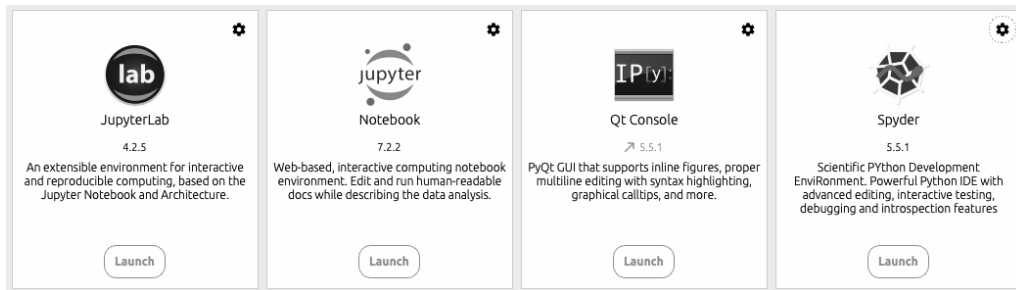 lab
JupyterLab
4.2.5
An extensible environment for interactive
and reproducible computing, based on the
Jupyter Notebook and Architecture.
Launch
jupyter
Notebook
7.2.2
Web-based, interactive computing notebook
environment. Edit and run human-readable
docs while describing the data analysis.
Launch
IP[y]:
Qt Console
5.5.1
PyQt GUI that supports inline figures, proper
multiline editing with syntax highlighting,
graphical calltips, and more.
Launch
Spyder
5.5.1
Scientific PYthon Development
EnviRonment. Powerful Python IDE with
advanced editing, interactive testing,
debugging and introspection features
Launch